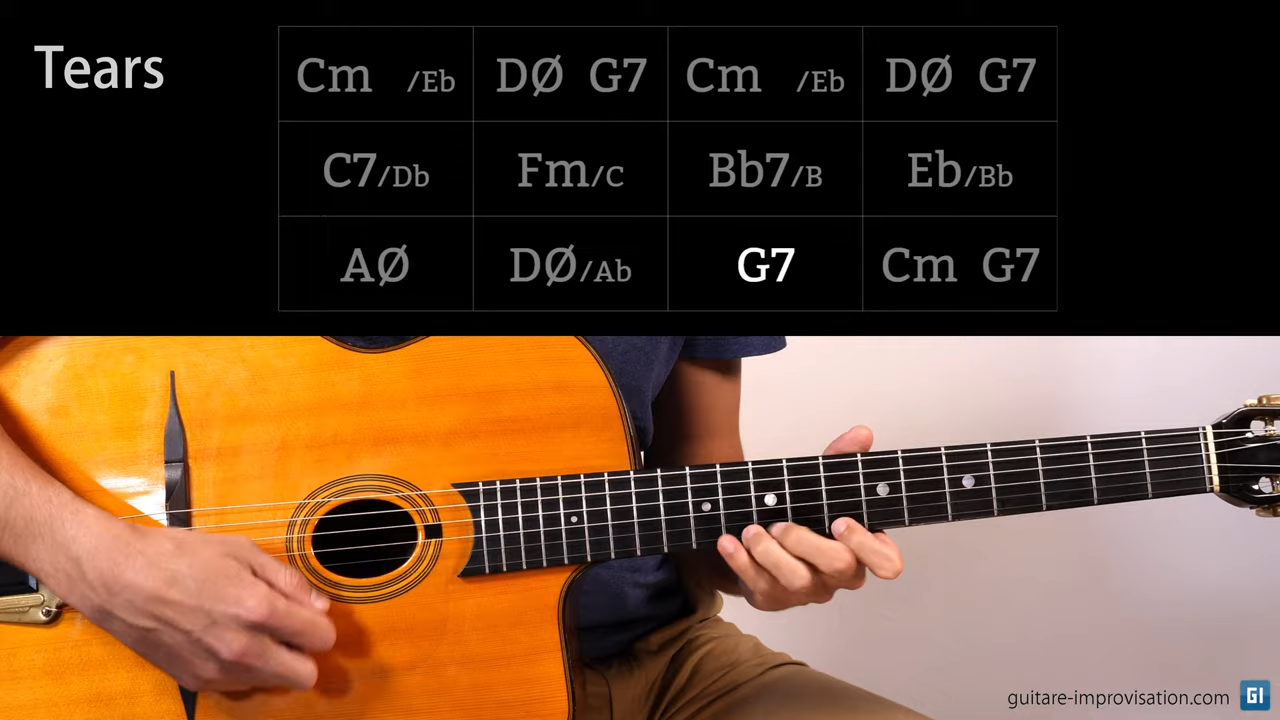 Tears
Cm /Eb DØ G7 Cm /Eb DØ G7
C7/Db Fm/C Bb7/B Eb/Bb
AØ DØ/Ab G7 Cm G7
guitare-improvisation.com GI